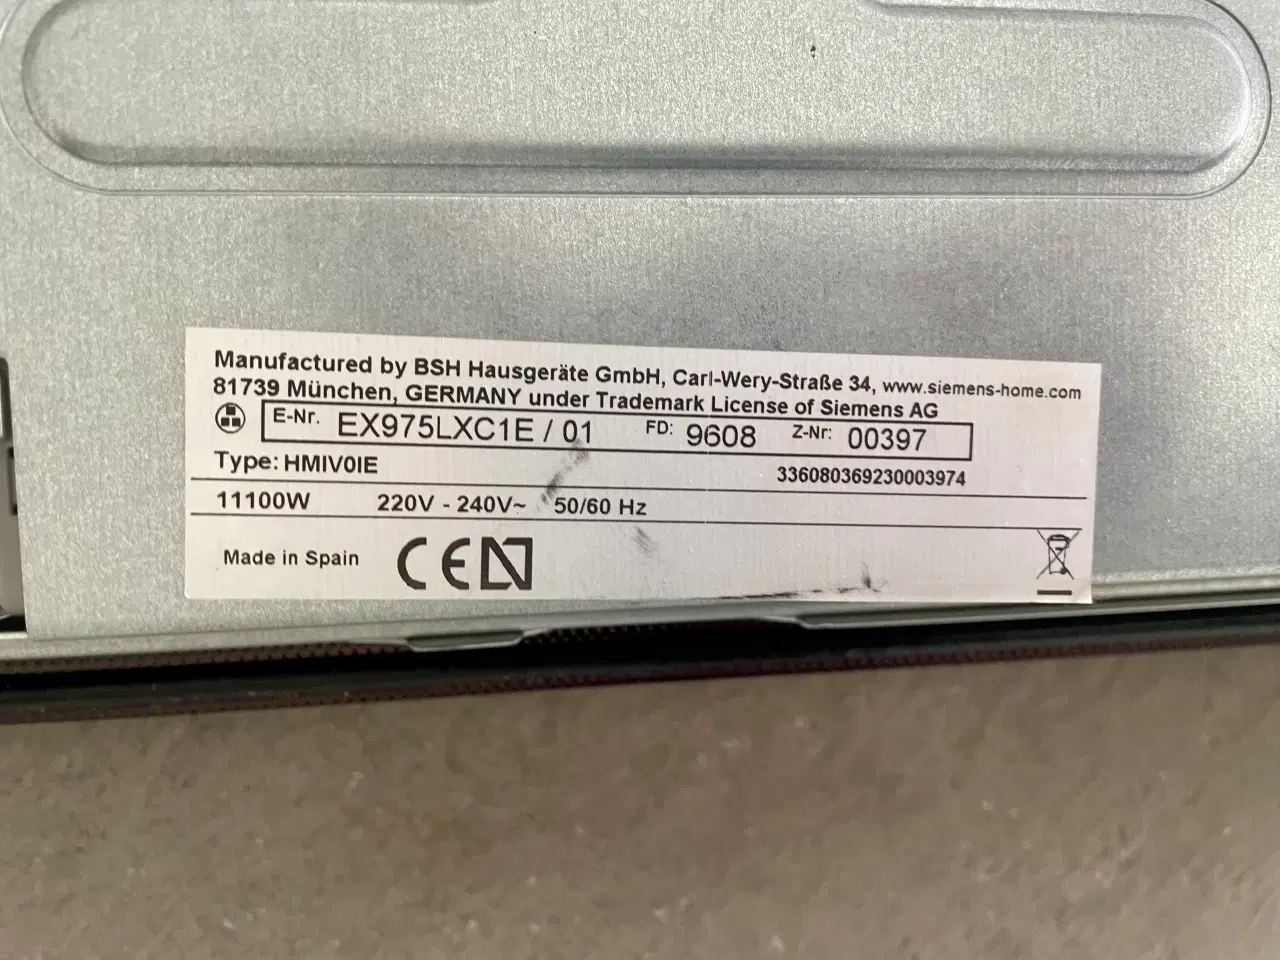 Manufactured by BSH Hausgeräte GmbH, Carl-Wery-Straße 34, www.siemens-home.com
81739 München, GERMANY under Trademark License of Siemens AG
E-Nr. EX975LXC1E / 01 FD: 9608 Z-Nr: 00397
Type: HMIV0IE 336080369230003974
11100W 220V - 240V~ 50/60 Hz
Made in Spain CE